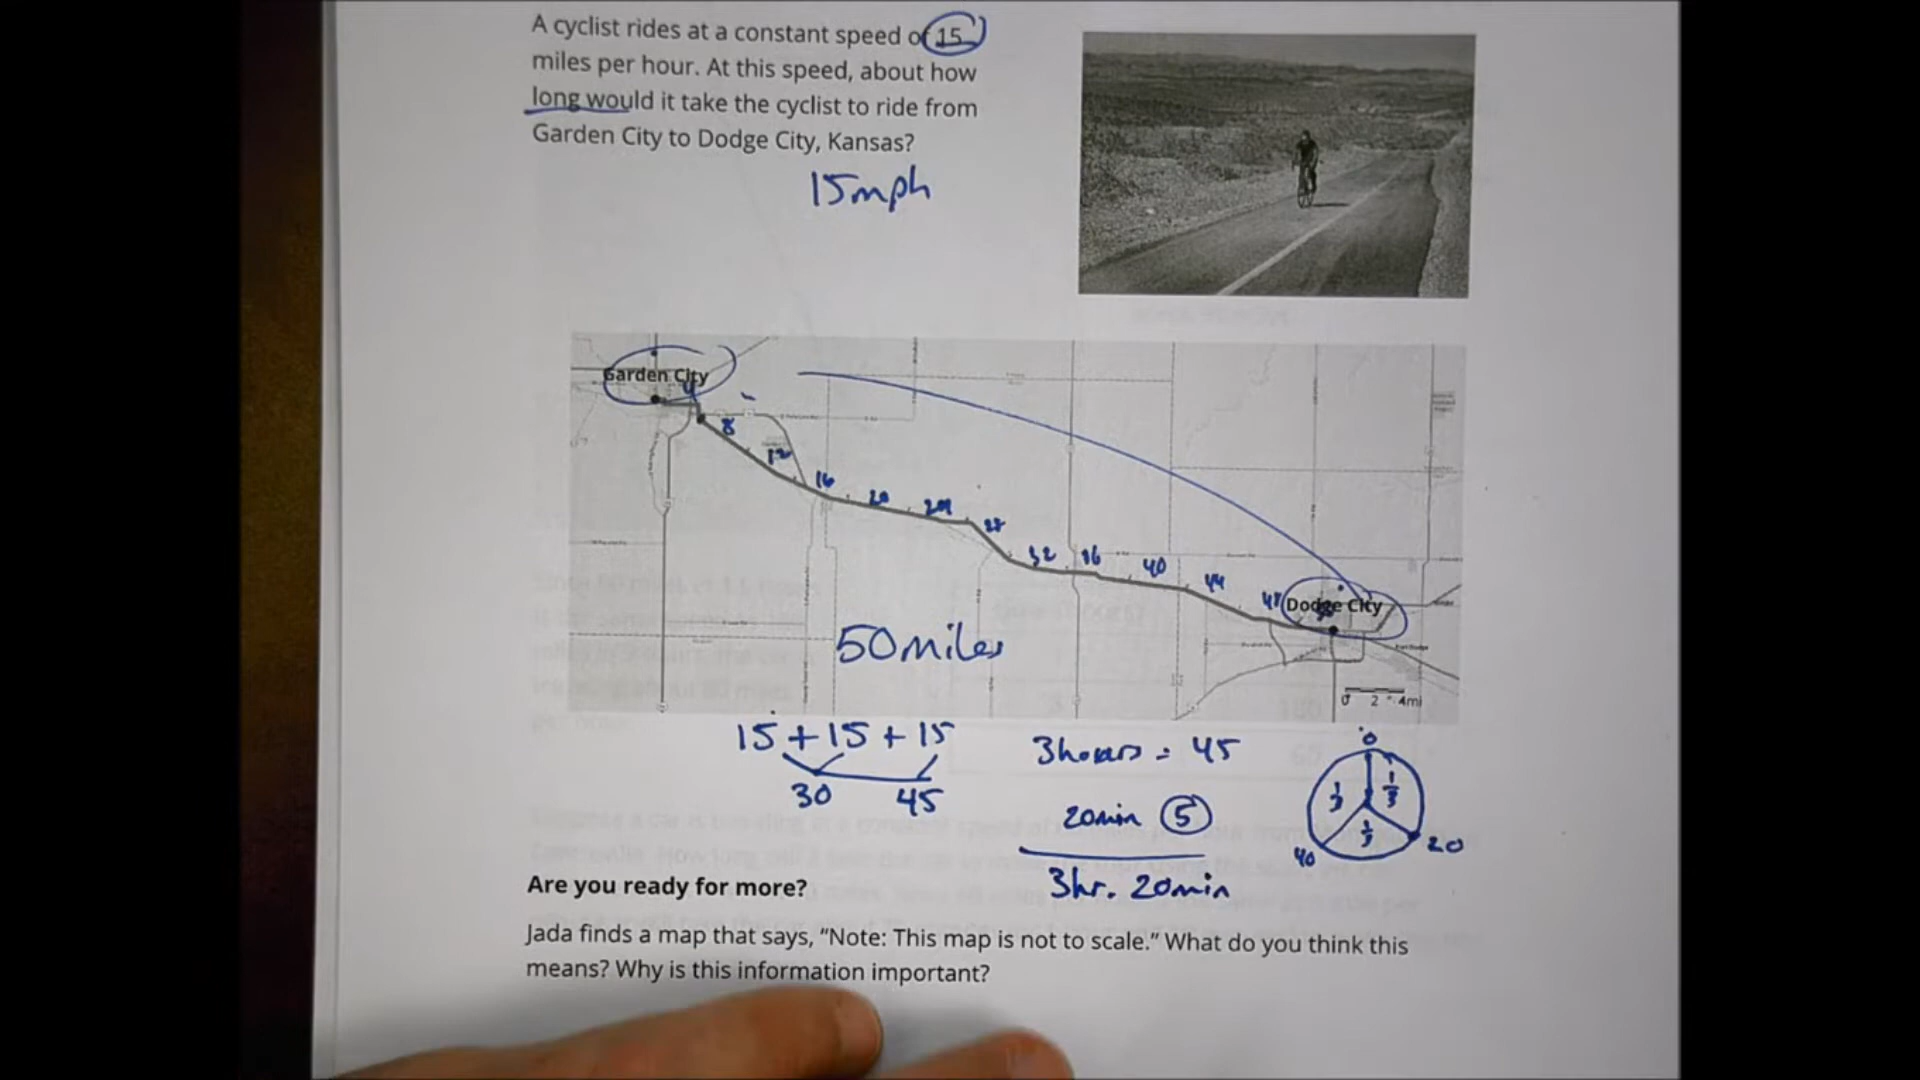 A cyclist rides at a constant speed of 15
miles per hour. At this speed, about how
long would it take the cyclist to ride from
Garden City to Dodge City, Kansas?
15mph
Garden City
4
8
12
16
20
24
28
32 36 40 44
48 Dodge City
50miles
0 2 4mi
15 + 15 + 15
30 45
3hours = 45
20min 5
3hr. 20min
0
1/3 1/3
1/3
40 20
Are you ready for more?
Jada finds a map that says, “Note: This map is not to scale.” What do you think this
means? Why is this information important?